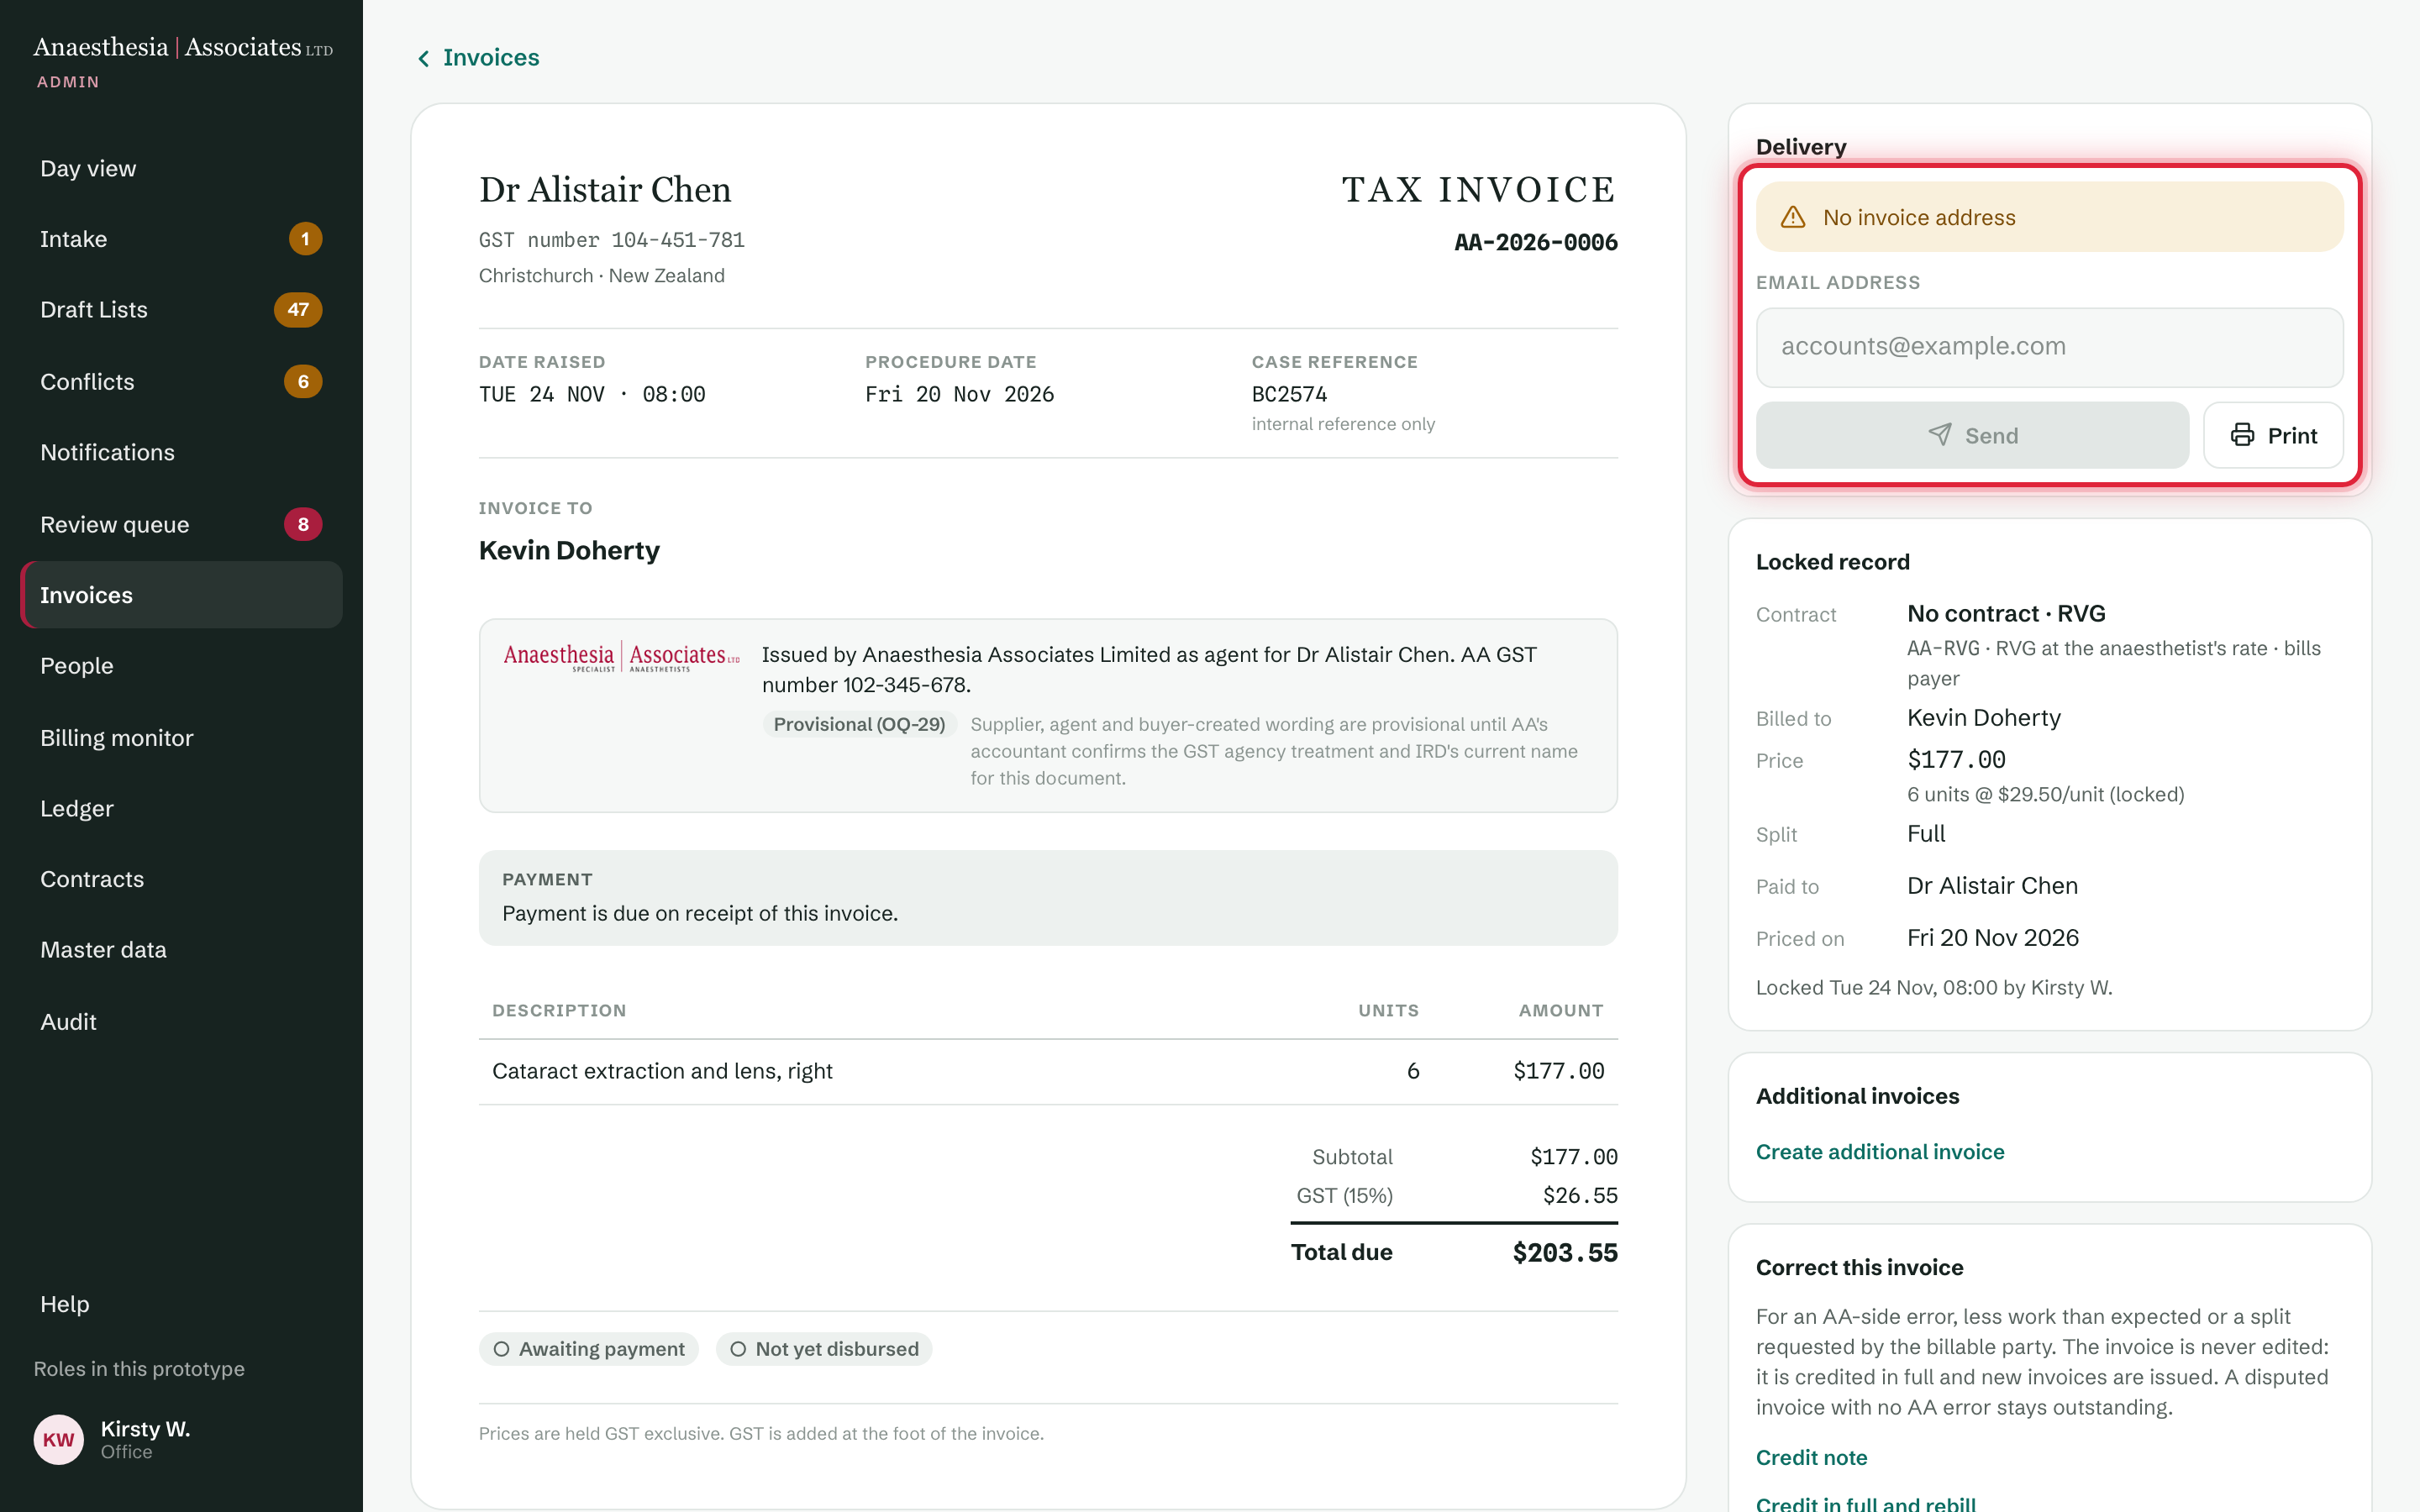 Anaesthesia | Associates LTD
ADMIN
Day view
Intake 1
Draft Lists 47
Conflicts 6
Notifications
Review queue 8
Invoices
People
Billing monitor
Ledger
Contracts
Master data
Audit
Help
Roles in this prototype
KW Kirsty W.
Office
Invoices
Dr Alistair Chen
GST number 104-451-781
Christchurch · New Zealand
TAX INVOICE
AA-2026-0006
DATE RAISED
TUE 24 NOV · 08:00
PROCEDURE DATE
Fri 20 Nov 2026
CASE REFERENCE
BC2574
internal reference only
INVOICE TO
Kevin Doherty
Anaesthesia | Associates LTD
SPECIALIST ANAESTHETISTS
Issued by Anaesthesia Associates Limited as agent for Dr Alistair Chen. AA GST
number 102-345-678.
Provisional (OQ-29)
Supplier, agent and buyer-created wording are provisional until AA's
accountant confirms the GST agency treatment and IRD's current name
for this document.
PAYMENT
Payment is due on receipt of this invoice.
DESCRIPTION UNITS AMOUNT
Cataract extraction and lens, right 6 $177.00
Subtotal $177.00
GST (15%) $26.55
Total due $203.55
Awaiting payment Not yet disbursed
Prices are held GST exclusive. GST is added at the foot of the invoice.
Delivery
No invoice address
EMAIL ADDRESS
accounts@example.com
Send Print
Locked record
Contract No contract · RVG
AA-RVG · RVG at the anaesthetist's rate · bills
payer
Billed to Kevin Doherty
Price $177.00
6 units @ $29.50/unit (locked)
Split Full
Paid to Dr Alistair Chen
Priced on Fri 20 Nov 2026
Locked Tue 24 Nov, 08:00 by Kirsty W.
Additional invoices
Create additional invoice
Correct this invoice
For an AA-side error, less work than expected or a split
requested by the billable party. The invoice is never edited:
it is credited in full and new invoices are issued. A disputed
invoice with no AA error stays outstanding.
Credit note
Credit in full and rebill